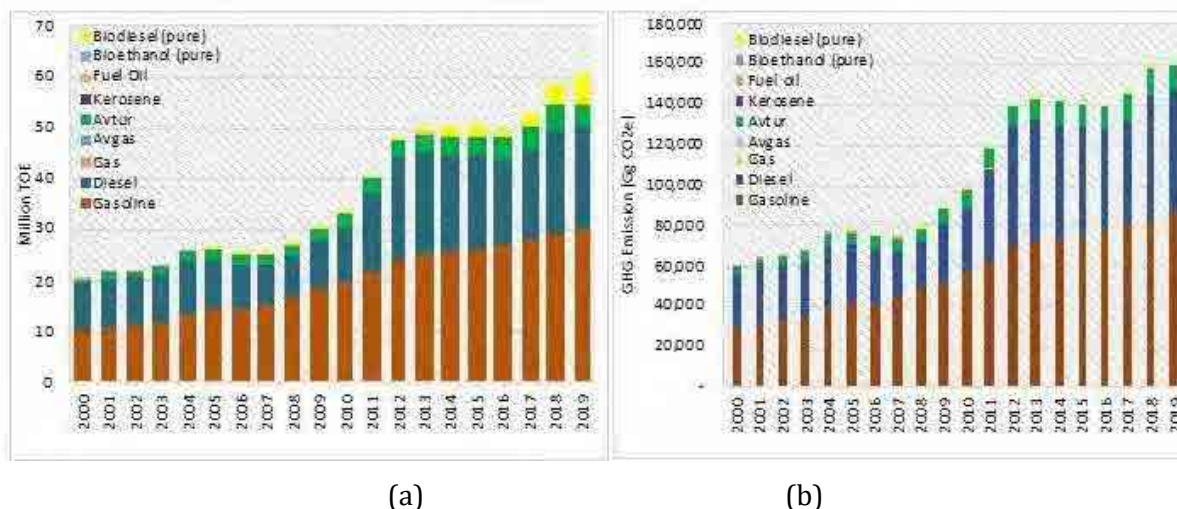 70
60
50
40
30
20
10
0
Million TOE
Biodiesel (pure)
Bioethanol (pure)
Fuel Oil
Kerosene
Avtur
Avgas
Gas
Diesel
Gasoline
2000
2001
2002
2003
2004
2005
2006
2007
2008
2009
2010
2011
2012
2013
2014
2015
2016
2017
2018
2019
(a)
180,000
160,000
140,000
120,000
100,000
80,000
60,000
40,000
20,000
-
GHG Emission [Gg CO2e]
Biodiesel (pure)
Bioethanol (pure)
Fuel oil
Kerosene
Avtur
Avgas
Gas
Diesel
Gasoline
2000
2001
2002
2003
2004
2005
2006
2007
2008
2009
2010
2011
2012
2013
2014
2015
2016
2017
2018
2019
(b)